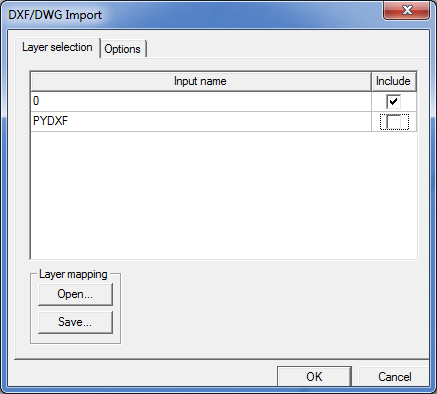 DXF/DWG Import
Layer selection Options
Input name Include
0
PYDXF
Layer mapping
Open...
Save...
OK Cancel